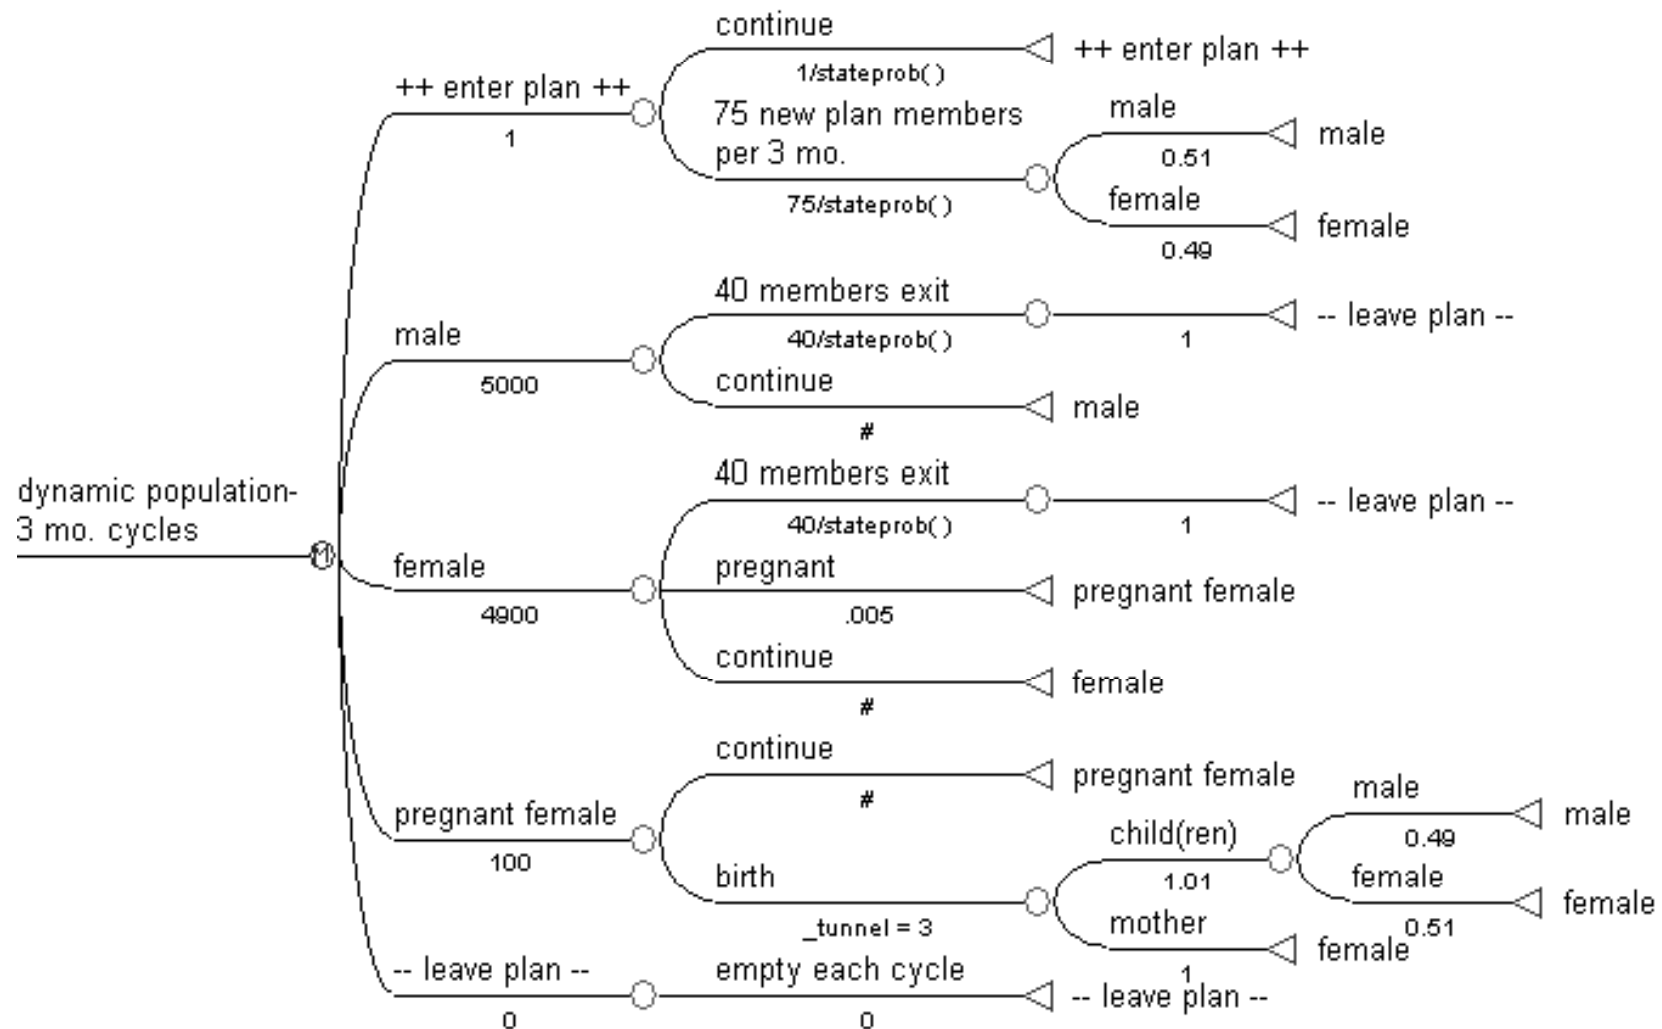 continue
++ enter plan ++
1/stateprob( )
++ enter plan ++
1
75 new plan members
per 3 mo.
75/stateprob( )
male
0.51
male
female
0.49
female
40 members exit
40/stateprob( )
1
-- leave plan --
male
5000
continue
#
male
40 members exit
40/stateprob( )
1
-- leave plan --
dynamic population-
3 mo. cycles
M
female
4900
pregnant
.005
pregnant female
continue
#
female
continue
#
pregnant female
pregnant female
100
birth
_tunnel = 3
child(ren)
1.01
male
0.49
male
female
0.51
female
mother
1
female
-- leave plan --
0
empty each cycle
0
-- leave plan --